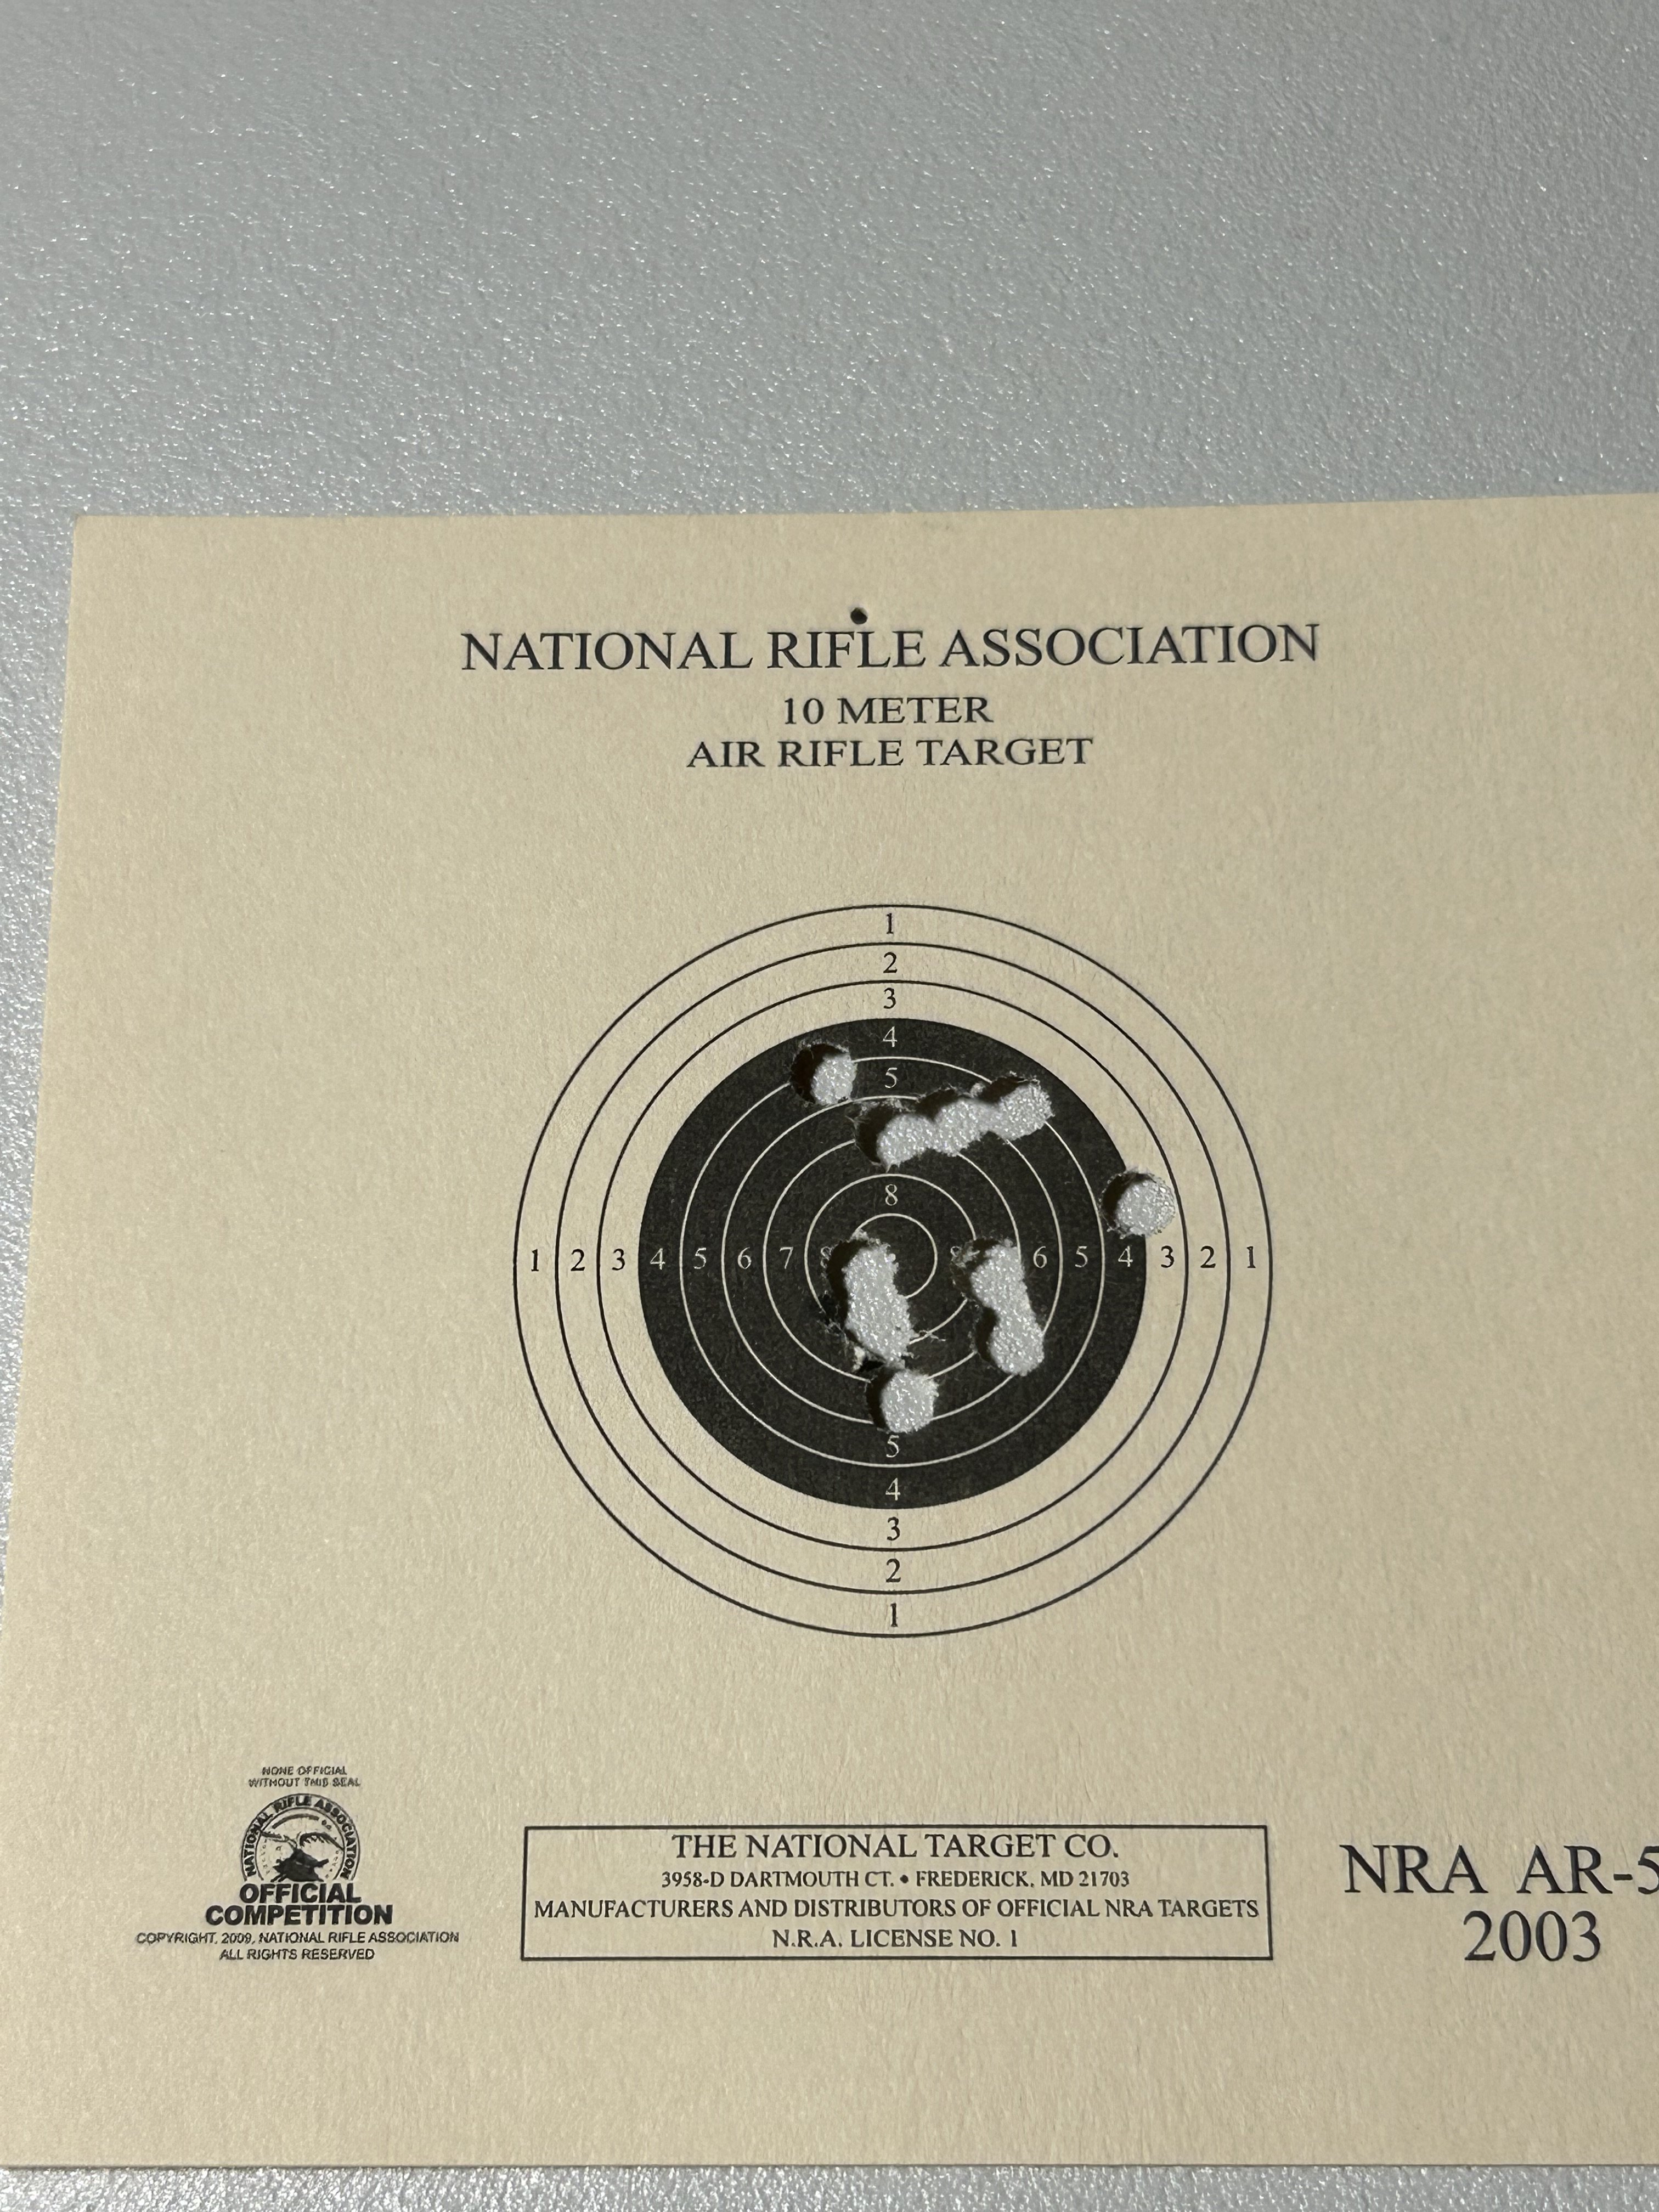 NATIONAL RIFLE ASSOCIATION
10 METER
AIR RIFLE TARGET
1
2
3
4
5
8
1 2 3 4 5 6 7 8 8 6 5 4 3 2 1
5
4
3
2
1
NONE OFFICIAL
WITHOUT THIS SEAL
NATIONAL RIFLE ASSOCIATION
OFFICIAL
COMPETITION
COPYRIGHT, 2009, NATIONAL RIFLE ASSOCIATION
ALL RIGHTS RESERVED
THE NATIONAL TARGET CO.
3958-D DARTMOUTH CT. • FREDERICK, MD 21703
MANUFACTURERS AND DISTRIBUTORS OF OFFICIAL NRA TARGETS
N.R.A. LICENSE NO. 1
NRA AR-5
2003